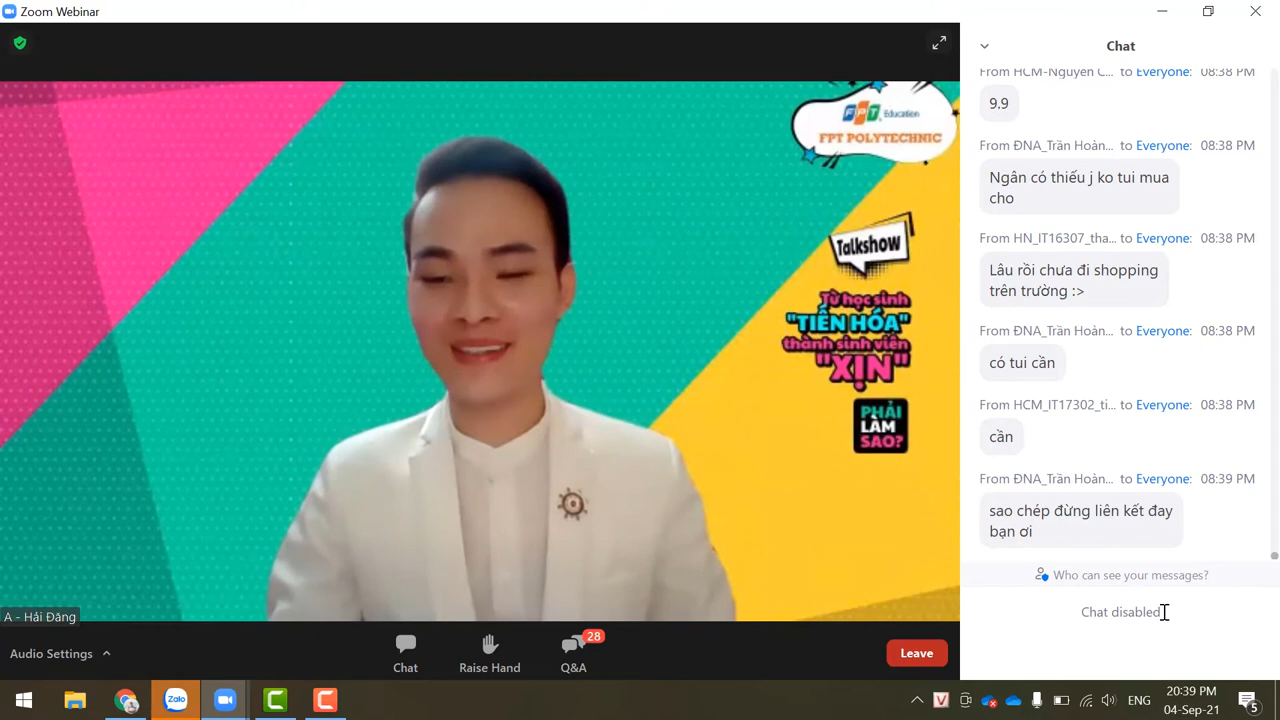 Zoom Webinar
FPT Education
FPT POLYTECHNIC
Talkshow
Từ học sinh
"TIẾN HÓA"
thành sinh viên
"XỊN"
PHẢI
LÀM
SAO?
A - Hải Đăng
Chat
From HCM-Nguyen C... to Everyone: 08:38 PM
9.9
From ĐNA_Trần Hoàn... to Everyone: 08:38 PM
Ngân có thiếu j ko tui mua
cho
From HN_IT16307_tha... to Everyone: 08:38 PM
Lâu rồi chưa đi shopping
trên trường :>
From ĐNA_Trần Hoàn... to Everyone: 08:38 PM
có tui cần
From HCM_IT17302_ti... to Everyone: 08:38 PM
cần
From ĐNA_Trần Hoàn... to Everyone: 08:39 PM
sao chép đừng liên kết đay
bạn ơi
Who can see your messages?
Chat disabled
Audio Settings
Chat
Raise Hand
28
Q&A
Leave
Zalo
ENG
20:39 PM
04-Sep-21
5